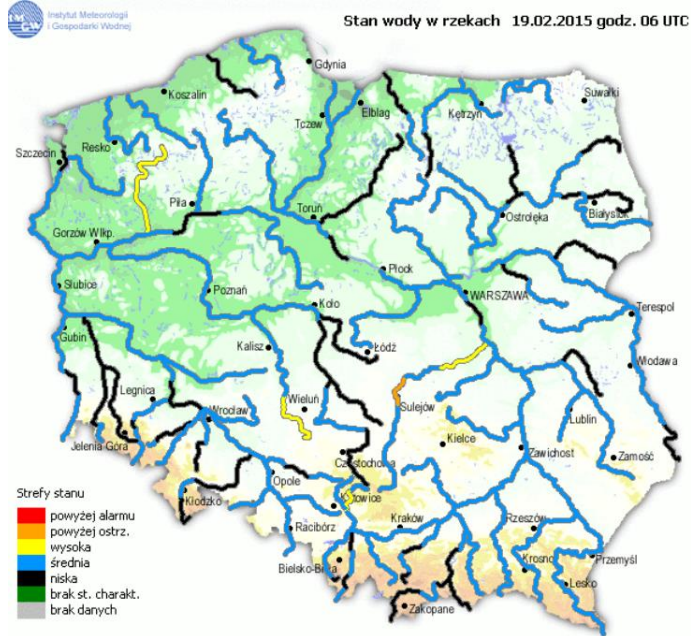 Instytut Meteorologii
i Gospodarki Wodnej
Stan wody w rzekach 19.02.2015 godz. 06 UTC
Gdynia
Koszalin
Suwałki
Elbląg
Kętrzyn
Tczew
Resko
Szczecin
Piła
Toruń
Ostrołęka
Białystok
Gorzów Wlkp.
Płock
Słubice
Poznań
WARSZAWA
Koło
Terespol
Gubin
Kalisz
Łódź
Włodawa
Legnica
Wieluń
Sulejów
Wrocław
Lublin
Jelenia Góra
Kielce
Zawichost
Zamość
Częstochowa
Opole
Kłodzko
Katowice
Kraków
Rzeszów
Racibórz
Krosno
Przemyśl
Bielsko-Biała
Lesko
Zakopane
Strefy stanu
powyżej alarmu
powyżej ostrz.
wysoka
średnia
niska
brak st. charakt.
brak danych